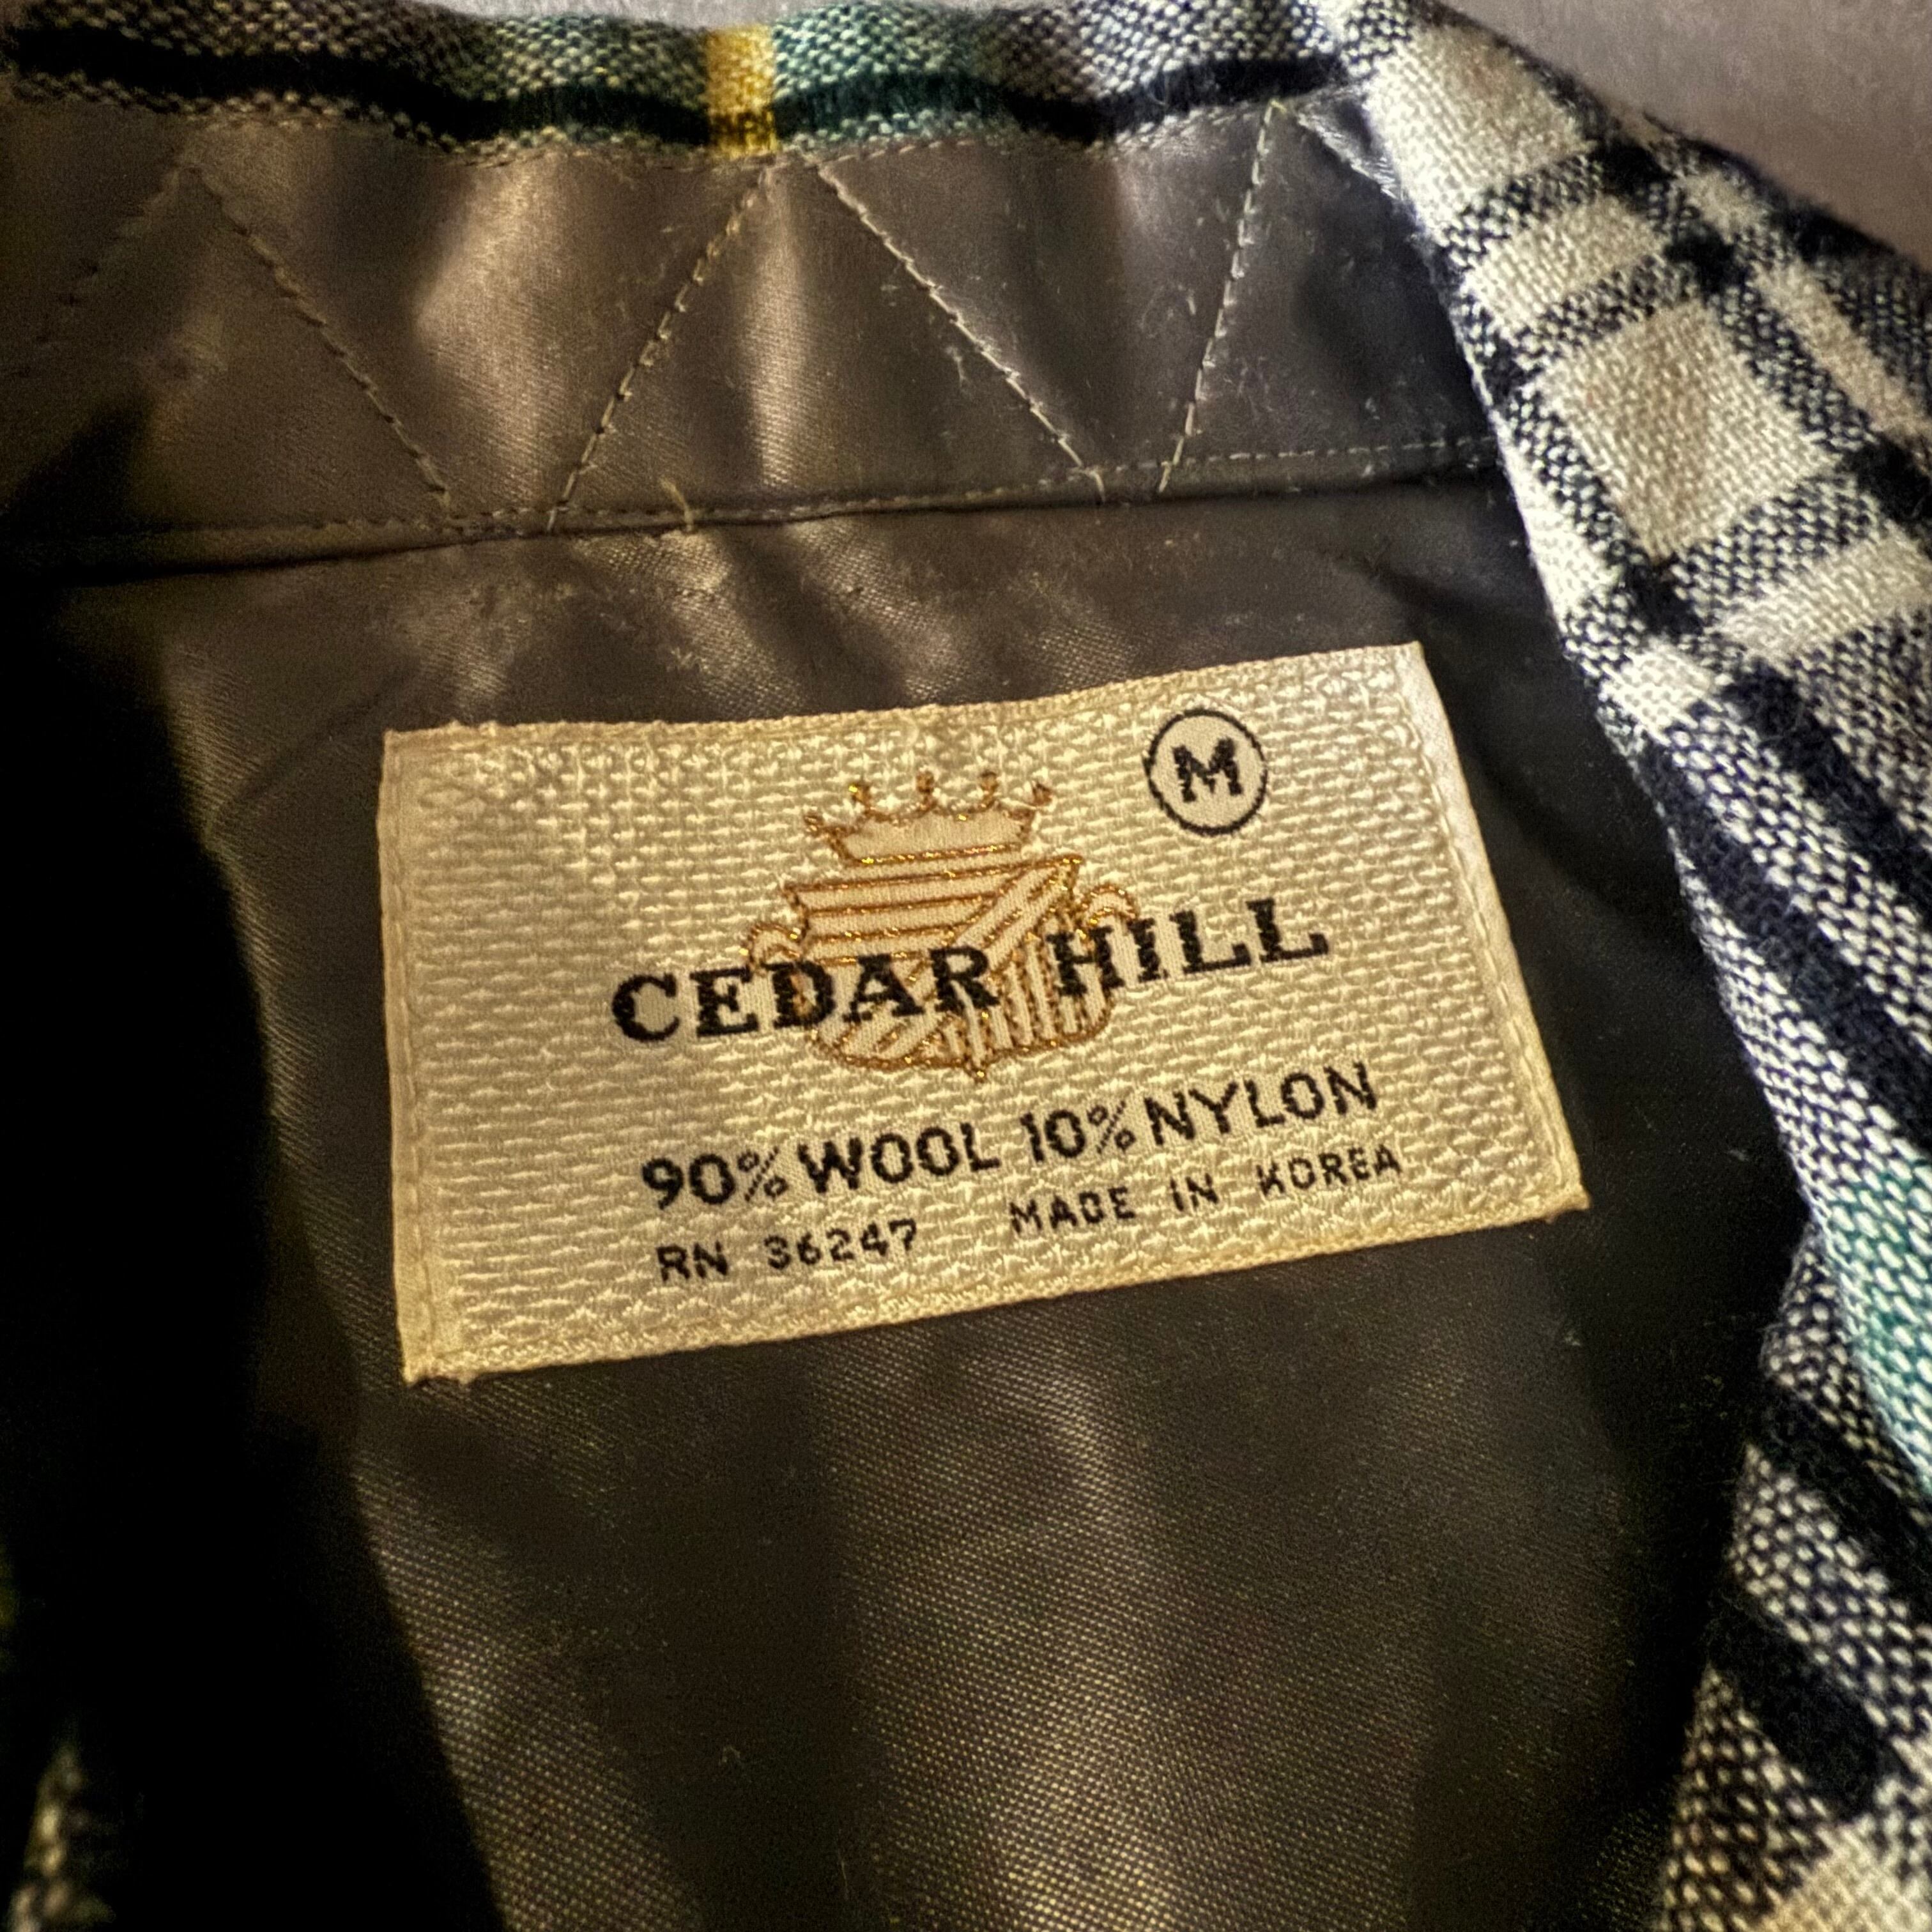 M
CEDAR HILL
90% WOOL 10% NYLON
RN 36247 MADE IN KOREA